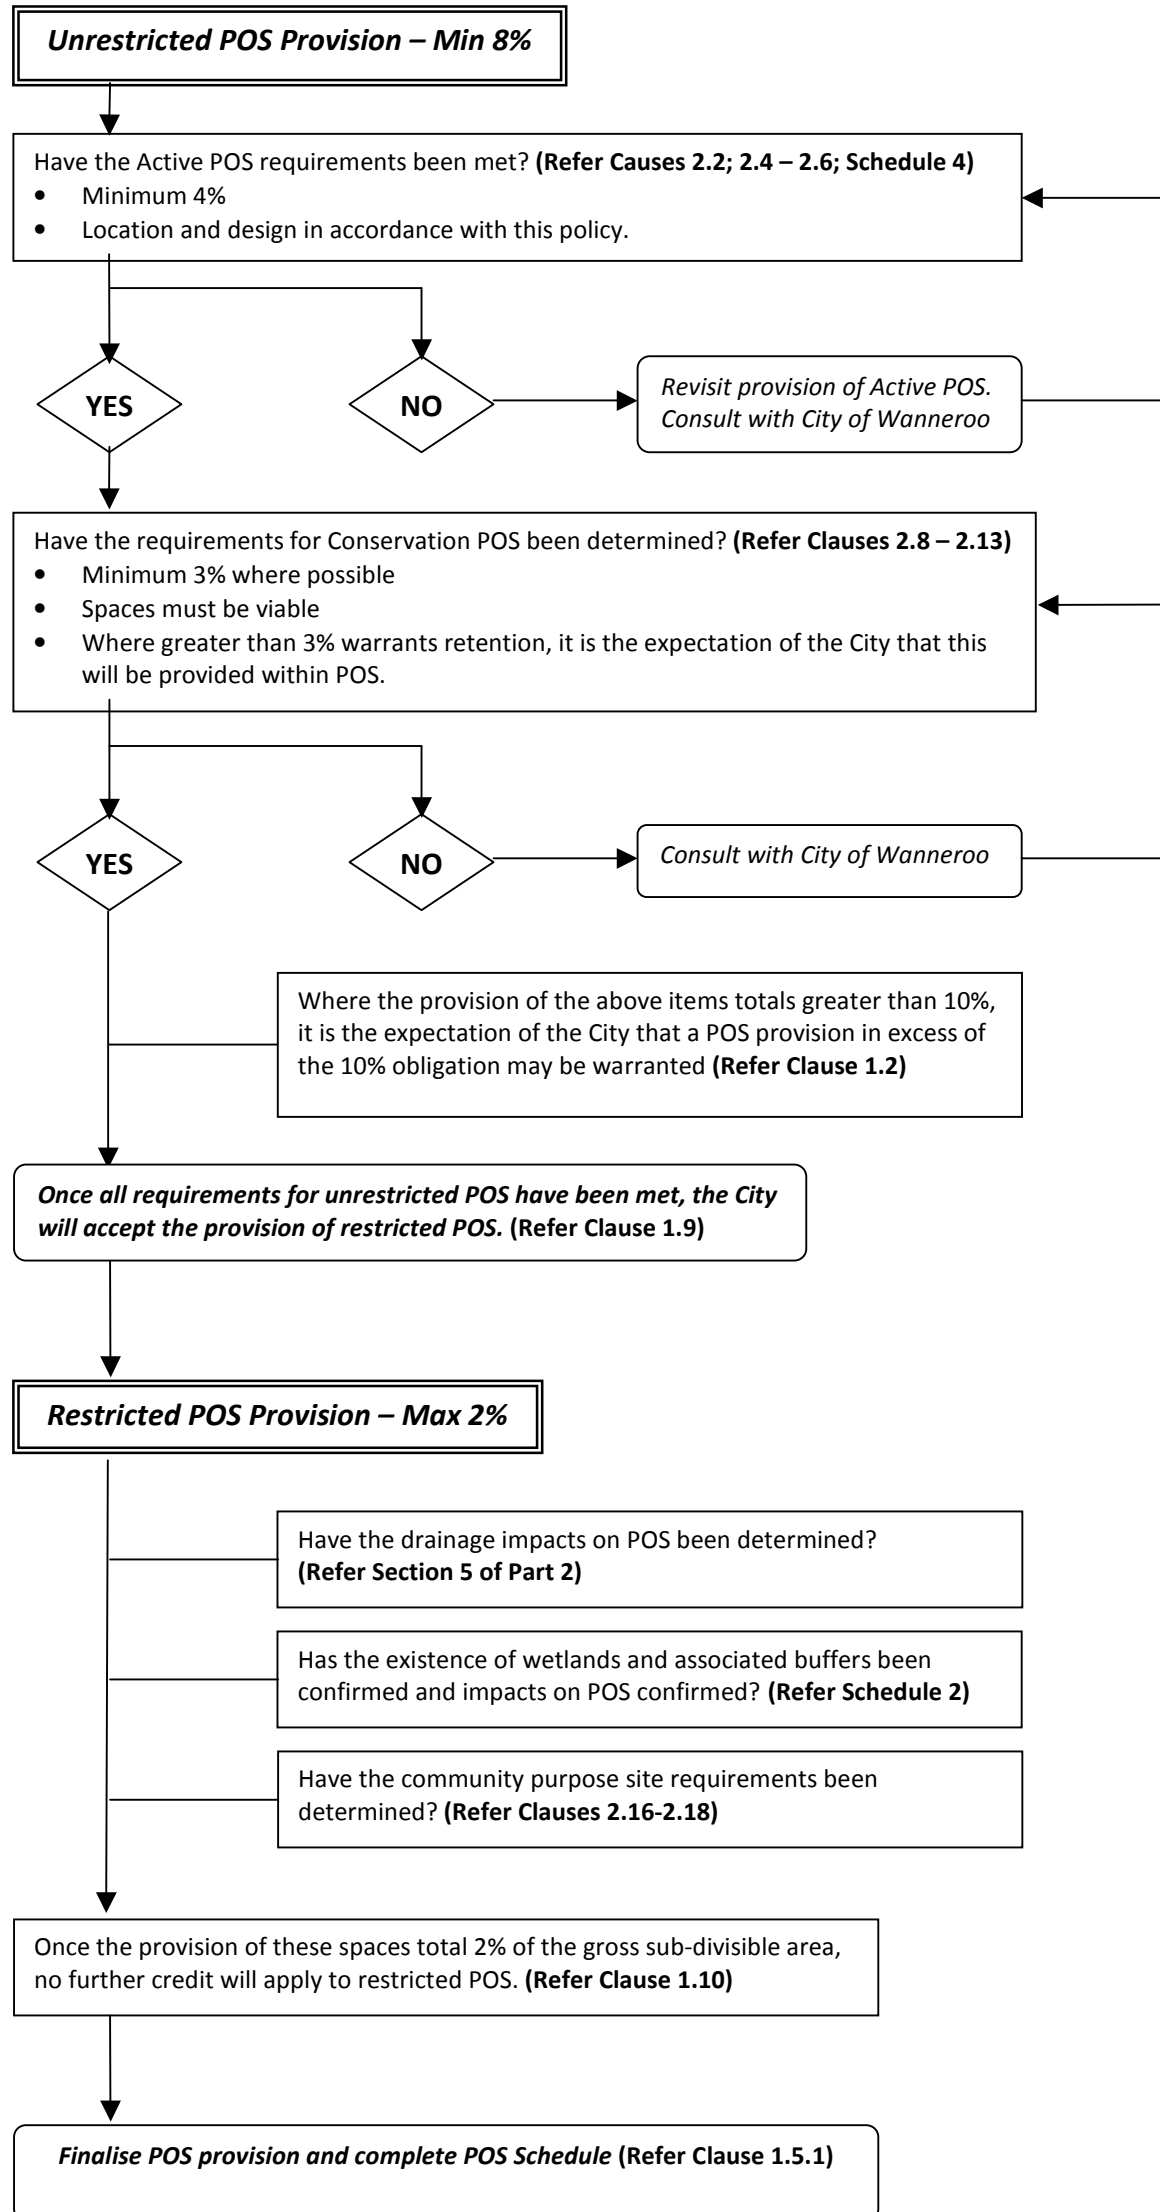 Unrestricted POS Provision – Min 8%
Have the Active POS requirements been met? (Refer Causes 2.2; 2.4 – 2.6; Schedule 4)
• Minimum 4%
• Location and design in accordance with this policy.
YES
NO
Revisit provision of Active POS.
Consult with City of Wanneroo
Have the requirements for Conservation POS been determined? (Refer Clauses 2.8 – 2.13)
• Minimum 3% where possible
• Spaces must be viable
• Where greater than 3% warrants retention, it is the expectation of the City that this
will be provided within POS.
YES
NO
Consult with City of Wanneroo
Where the provision of the above items totals greater than 10%,
it is the expectation of the City that a POS provision in excess of
the 10% obligation may be warranted (Refer Clause 1.2)
Once all requirements for unrestricted POS have been met, the City
will accept the provision of restricted POS. (Refer Clause 1.9)
Restricted POS Provision – Max 2%
Have the drainage impacts on POS been determined?
(Refer Section 5 of Part 2)
Has the existence of wetlands and associated buffers been
confirmed and impacts on POS confirmed? (Refer Schedule 2)
Have the community purpose site requirements been
determined? (Refer Clauses 2.16-2.18)
Once the provision of these spaces total 2% of the gross sub-divisible area,
no further credit will apply to restricted POS. (Refer Clause 1.10)
Finalise POS provision and complete POS Schedule (Refer Clause 1.5.1)